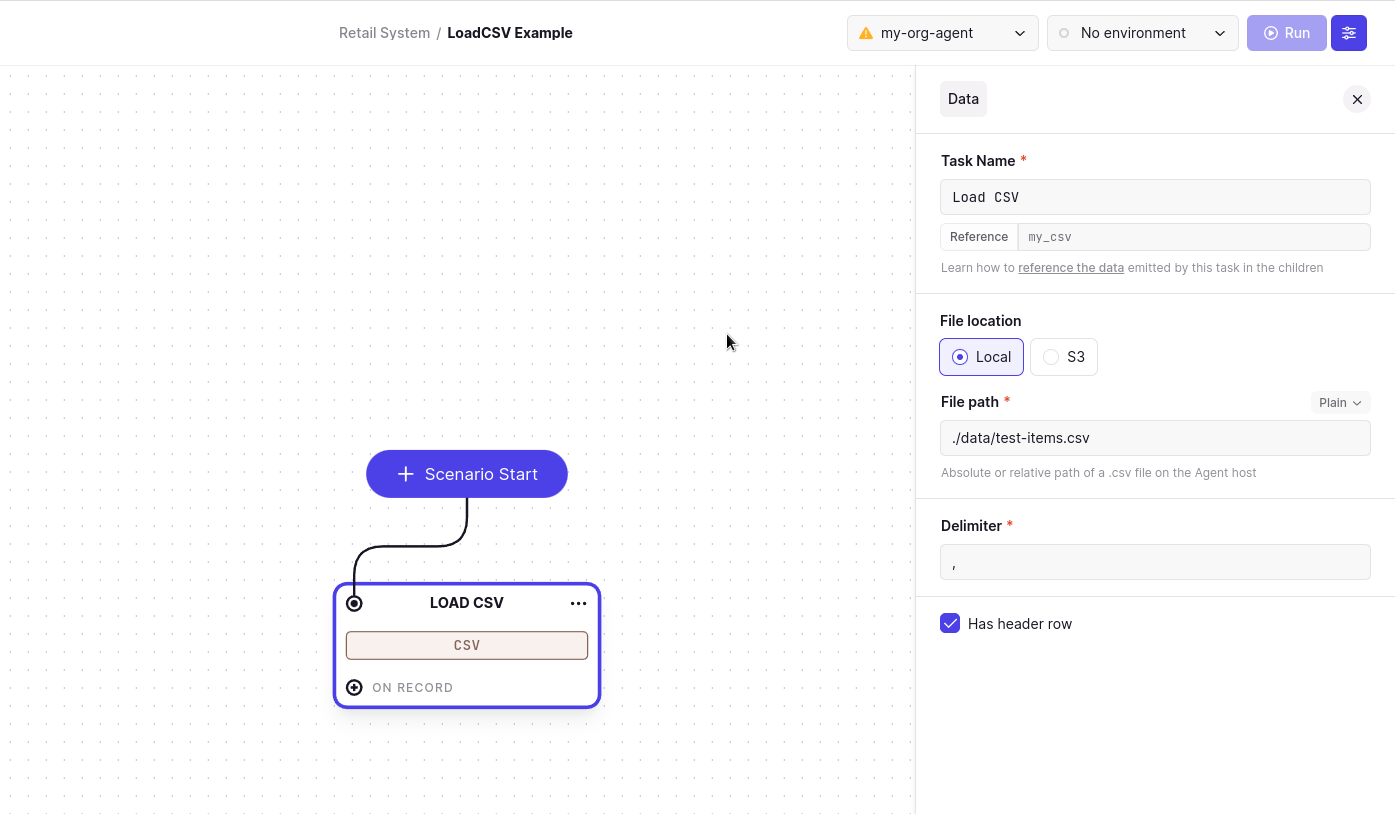 Retail System / LoadCSV Example
my-org-agent
No environment
Run
Data
Task Name *
Load CSV
Reference my_csv
Learn how to reference the data emitted by this task in the children
File location
Local
S3
File path *
Plain
./data/test-items.csv
Absolute or relative path of a .csv file on the Agent host
Delimiter *
,
Has header row
Scenario Start
LOAD CSV
CSV
ON RECORD